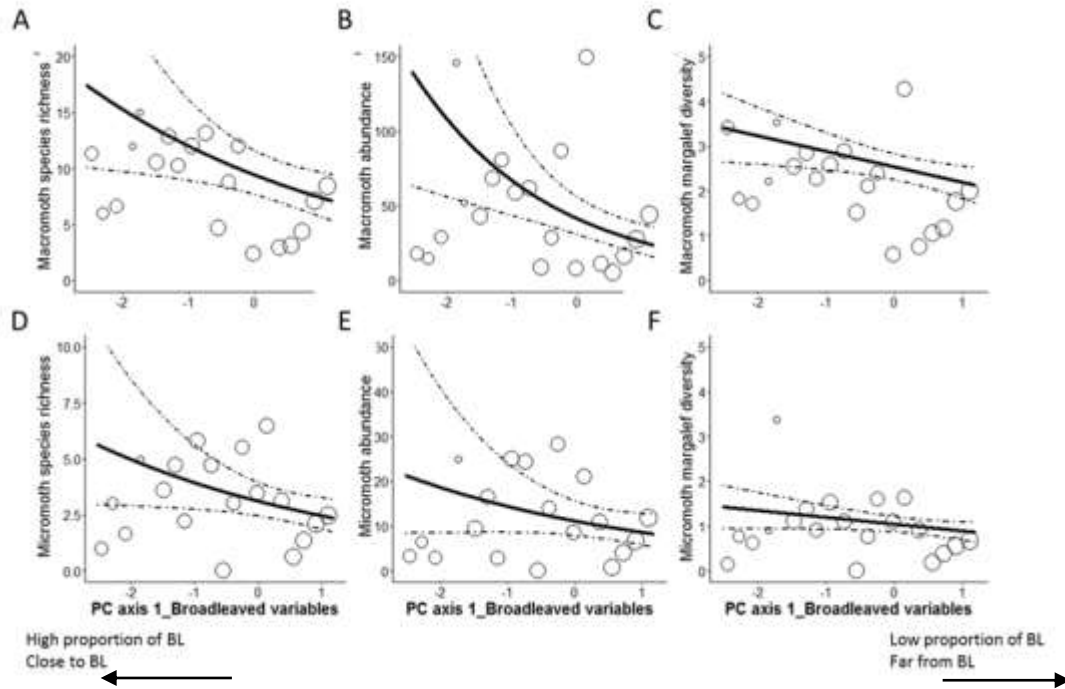 A B C
Macromoth species richness
20
15
10
5
0
-2 -1 0
Macromoth abundance
150
100
50
0
-2 -1 0
Macromoth margalef diversity
5
4
3
2
1
0
-2 -1 0 1
D E F
Micromoth species richness
10.0
7.5
5.0
2.5
0.0
-2 -1 0 1
PC axis 1_Broadleaved variables
Micromoth abundance
50
40
30
20
10
0
-2 -1 0 1
PC axis 1_Broadleaved variables
Micromoth margalef diversity
5
4
3
2
1
0
-2 -1 0 1
PC axis 1_Broadleaved variables
High proportion of BL
Close to BL
Low proportion of BL
Far from BL